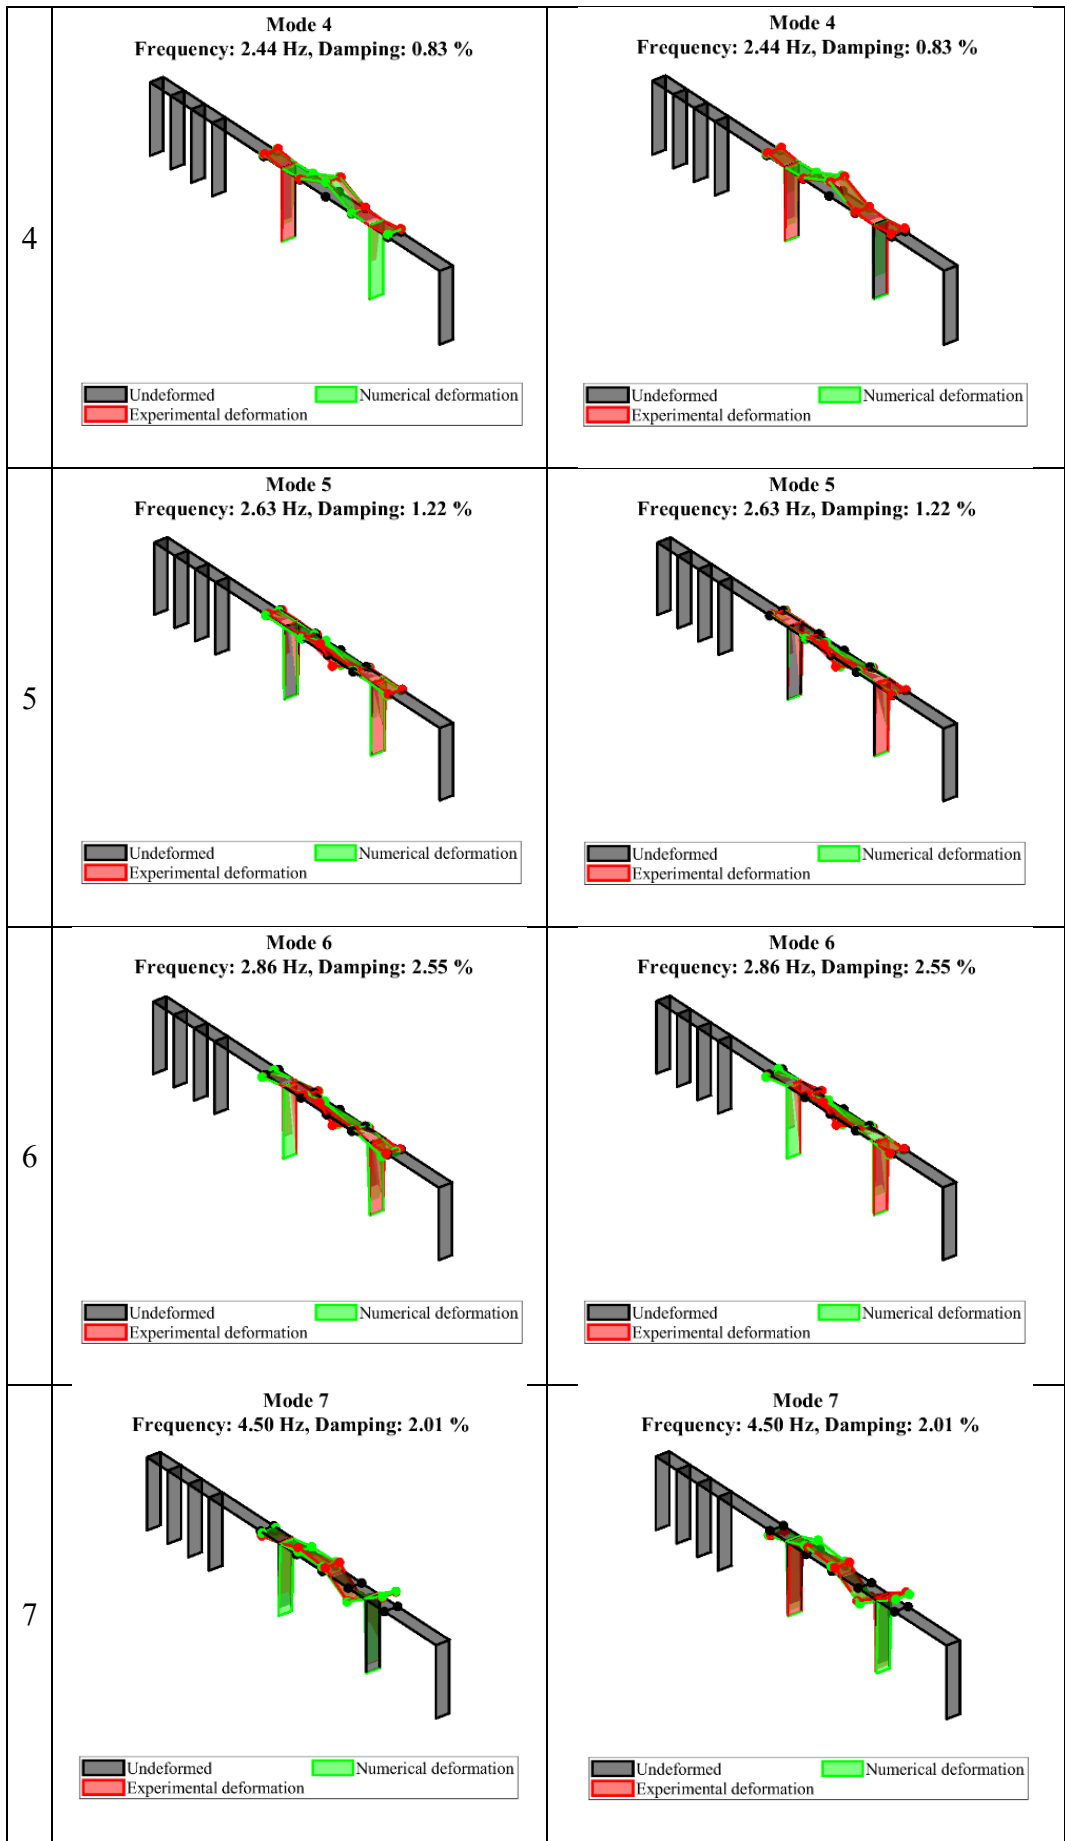 4
Mode 4
Frequency: 2.44 Hz, Damping: 0.83 %
Undeformed
Numerical deformation
Experimental deformation
Mode 4
Frequency: 2.44 Hz, Damping: 0.83 %
Undeformed
Numerical deformation
Experimental deformation
5
Mode 5
Frequency: 2.63 Hz, Damping: 1.22 %
Undeformed
Numerical deformation
Experimental deformation
Mode 5
Frequency: 2.63 Hz, Damping: 1.22 %
Undeformed
Numerical deformation
Experimental deformation
6
Mode 6
Frequency: 2.86 Hz, Damping: 2.55 %
Undeformed
Numerical deformation
Experimental deformation
Mode 6
Frequency: 2.86 Hz, Damping: 2.55 %
Undeformed
Numerical deformation
Experimental deformation
7
Mode 7
Frequency: 4.50 Hz, Damping: 2.01 %
Undeformed
Numerical deformation
Experimental deformation
Mode 7
Frequency: 4.50 Hz, Damping: 2.01 %
Undeformed
Numerical deformation
Experimental deformation